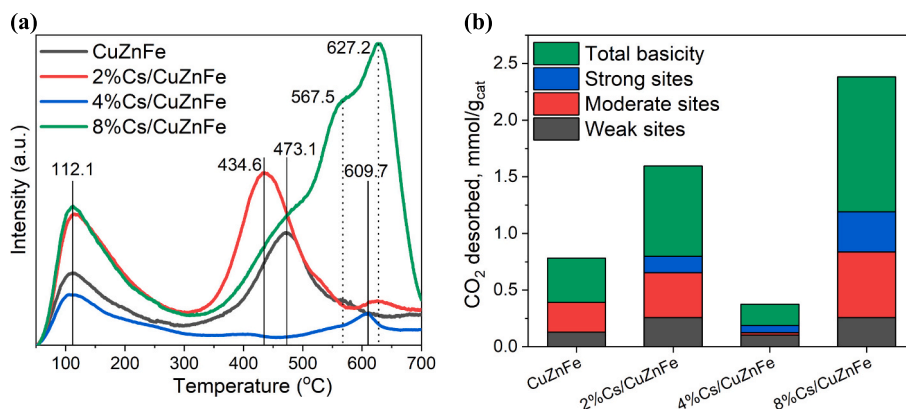 (a)
CuZnFe
2%Cs/CuZnFe
4%Cs/CuZnFe
8%Cs/CuZnFe
627.2
567.5
434.6
473.1
112.1
609.7
Intensity (a.u.)
100 200 300 400 500 600 700
Temperature (°C)
(b)
Total basicity
Strong sites
Moderate sites
Weak sites
CO₂ desorbed, mmol/g_cat
2.5
2.0
1.5
1.0
0.5
0.0
CuZnFe
2%Cs/CuZnFe
4%Cs/CuZnFe
8%Cs/CuZnFe